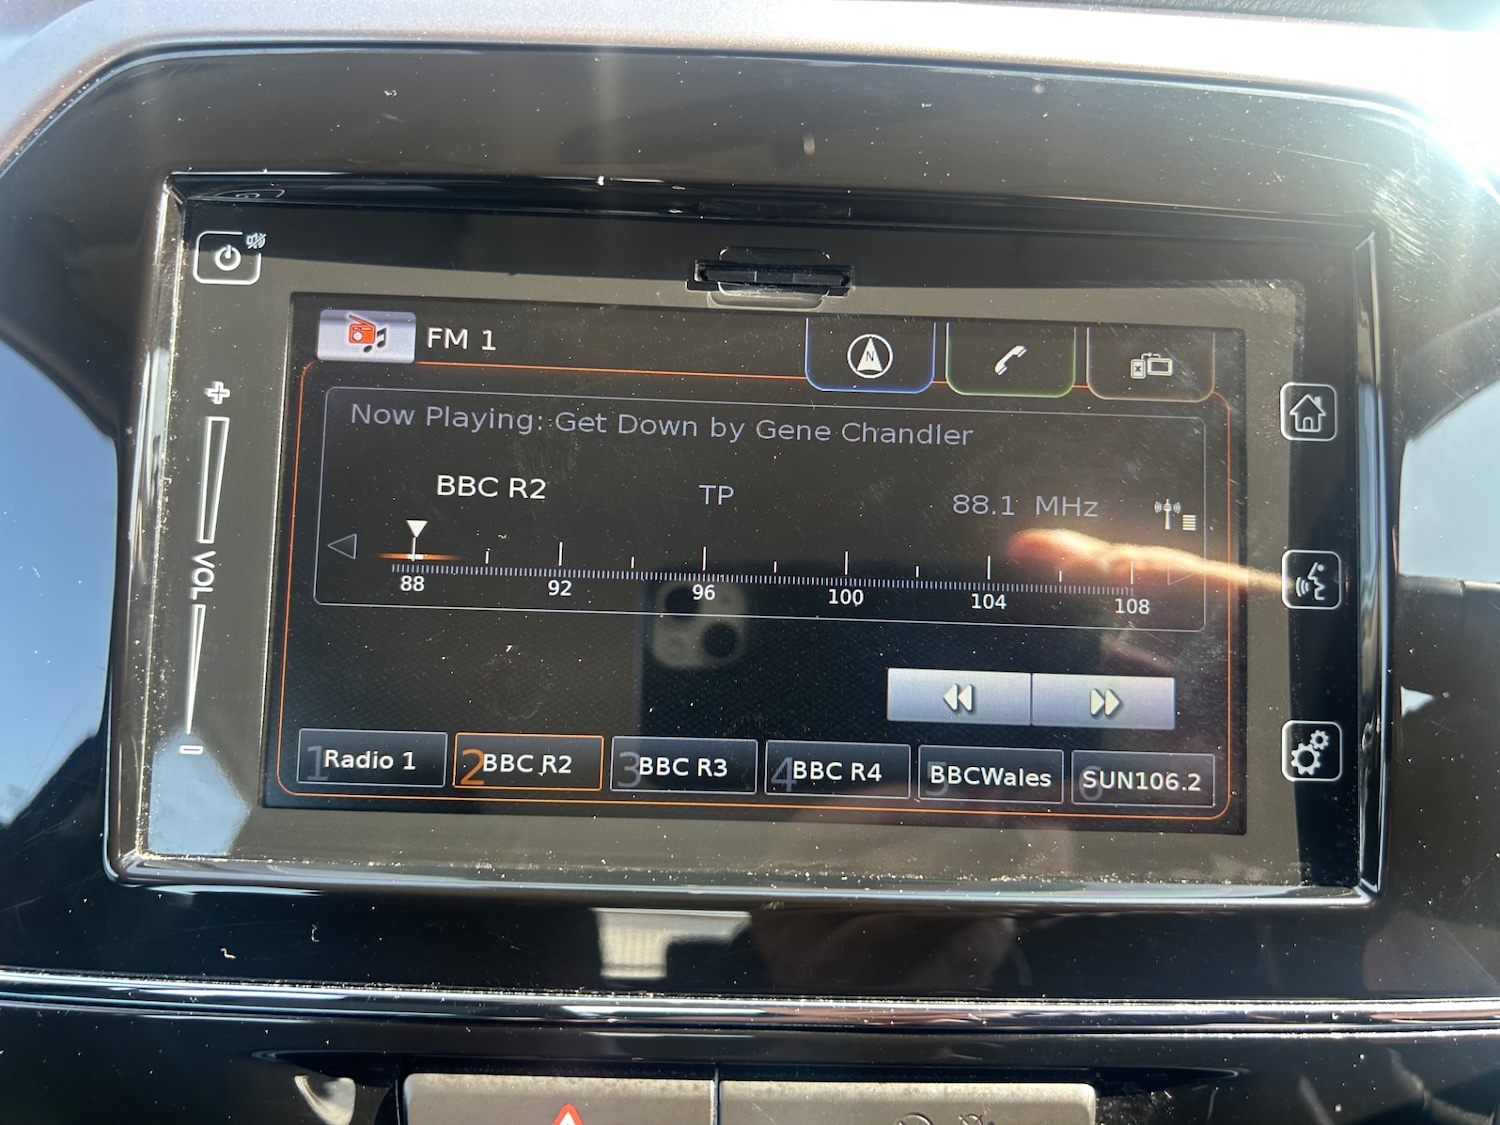 FM 1
N
Now Playing: Get Down by Gene Chandler
BBC R2 TP 88.1 MHz
88 92 96 100 104 108
VOL
1 Radio 1
2 BBC R2
3 BBC R3
4 BBC R4
5 BBCWales
6 SUN106.2